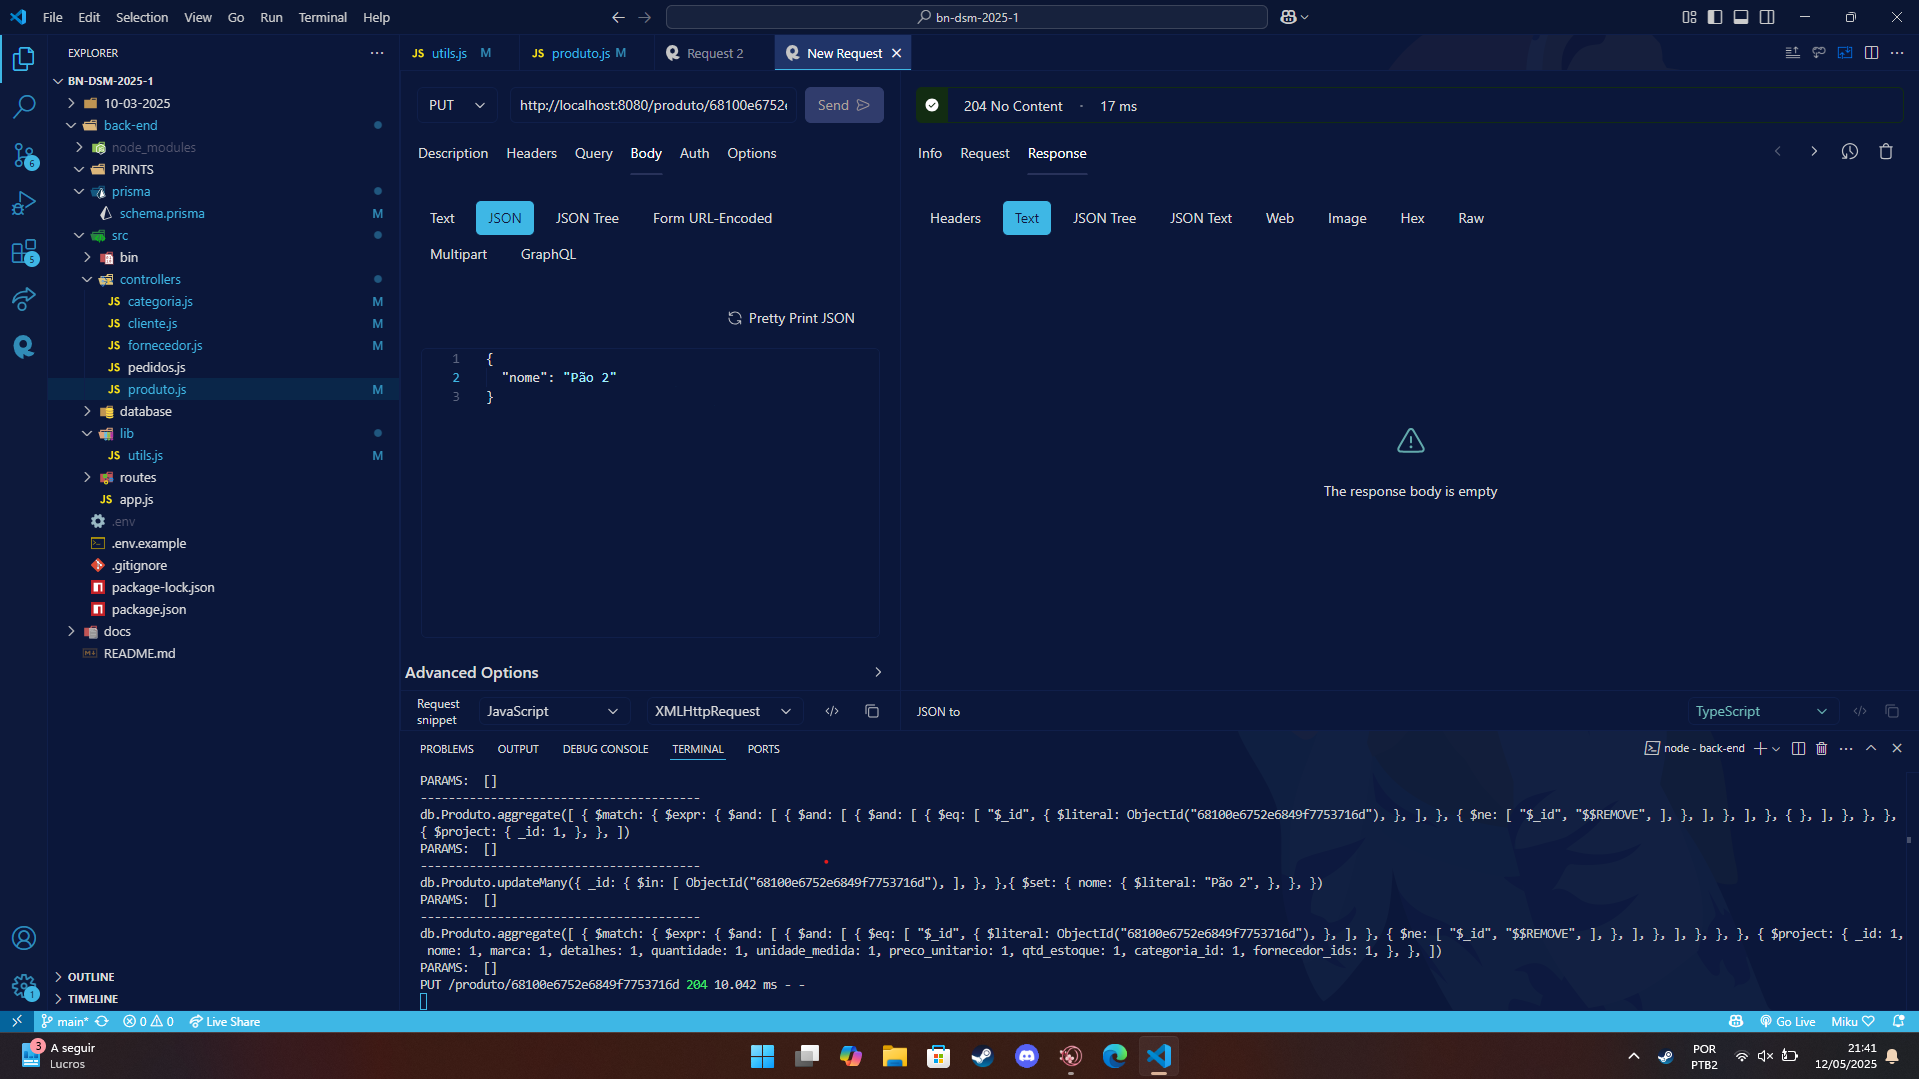 File Edit Selection View Go Run Terminal Help
bn-dsm-2025-1
EXPLORER
BN-DSM-2025-1
10-03-2025
back-end
node_modules
PRINTS
prisma
schema.prisma M
src
bin
controllers
JS categoria.js M
JS cliente.js M
JS fornecedor.js M
JS pedidos.js
JS produto.js M
database
lib
JS utils.js M
routes
JS app.js
.env
.env.example
.gitignore
package-lock.json
package.json
docs
README.md
OUTLINE
TIMELINE
6
5
1
JS utils.js M
JS produto.js M
Request 2
New Request
PUT
http://localhost:8080/produto/68100e6752e
Send
Description Headers Query Body Auth Options
Text JSON JSON Tree Form URL-Encoded
Multipart GraphQL
Pretty Print JSON
1 {
2 "nome": "Pão 2"
3 }
Advanced Options
Request snippet
JavaScript
XMLHttpRequest
204 No Content · 17 ms
Info Request Response
Headers Text JSON Tree JSON Text Web Image Hex Raw
The response body is empty
JSON to
TypeScript
PROBLEMS OUTPUT DEBUG CONSOLE TERMINAL PORTS
node - back-end
PARAMS: []
----------------------------------------
db.Produto.aggregate([ { $match: { $expr: { $and: [ { $and: [ { $and: [ { $eq: [ "$_id", { $literal: ObjectId("68100e6752e6849f7753716d"), }, ], }, { $ne: [ "$_id", "$$REMOVE", ], }, ], }, ], }, { }, ], }, }, },
{ $project: { _id: 1, }, }, ])
PARAMS: []
----------------------------------------
db.Produto.updateMany({ _id: { $in: [ ObjectId("68100e6752e6849f7753716d"), ], }, },{ $set: { nome: { $literal: "Pão 2", }, }, })
PARAMS: []
----------------------------------------
db.Produto.aggregate([ { $match: { $expr: { $and: [ { $and: [ { $eq: [ "$_id", { $literal: ObjectId("68100e6752e6849f7753716d"), }, ], }, { $ne: [ "$_id", "$$REMOVE", ], }, ], }, ], }, }, }, { $project: { _id: 1,
nome: 1, marca: 1, detalhes: 1, quantidade: 1, unidade_medida: 1, preco_unitario: 1, qtd_estoque: 1, categoria_id: 1, fornecedor_ids: 1, }, }, ])
PARAMS: []
PUT /produto/68100e6752e6849f7753716d 204 10.042 ms - -
main* 0 0 Live Share
Go Live Miku
3
A seguir
Lucros
POR
PTB2
21:41
12/05/2025